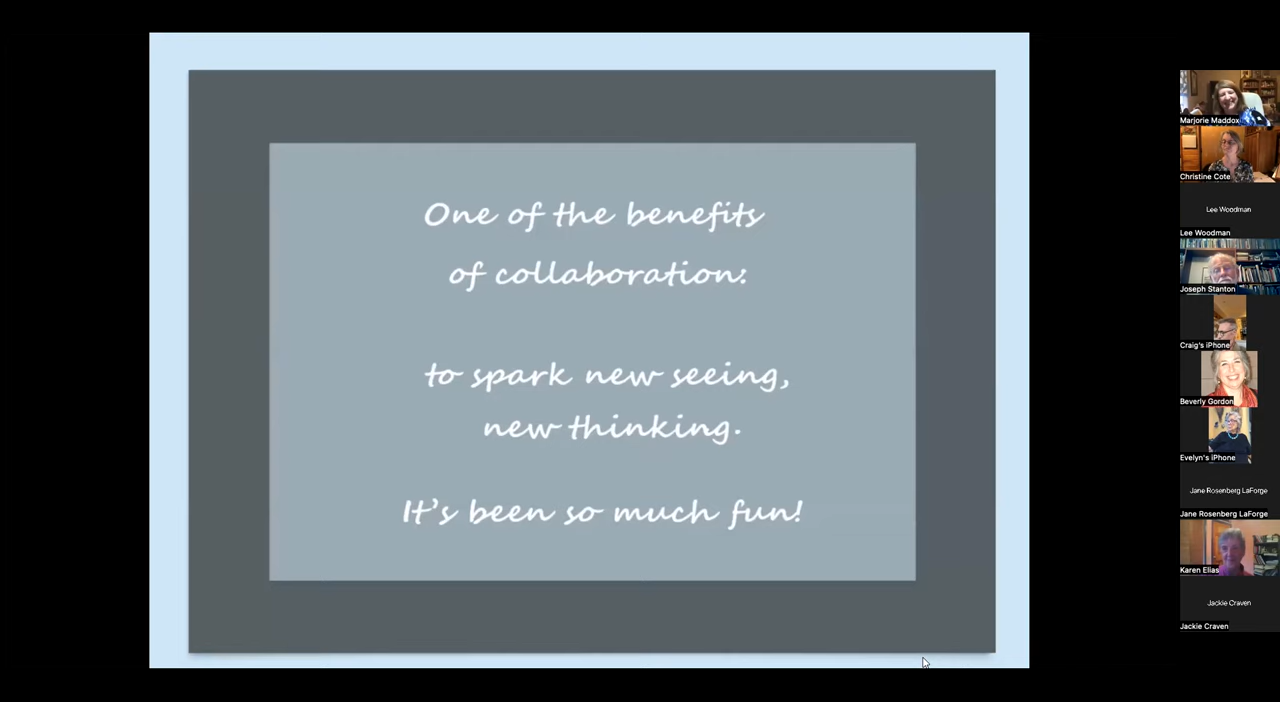 One of the benefits
of collaboration:
to spark new seeing,
new thinking.
It's been so much fun!
Marjorie Maddox
Christine Cote
Lee Woodman
Lee Woodman
Joseph Stanton
Craig's iPhone
Beverly Gordon
Evelyn's iPhone
Jane Rosenberg LaForge
Jane Rosenberg LaForge
Karen Elias
Jackie Craven
Jackie Craven